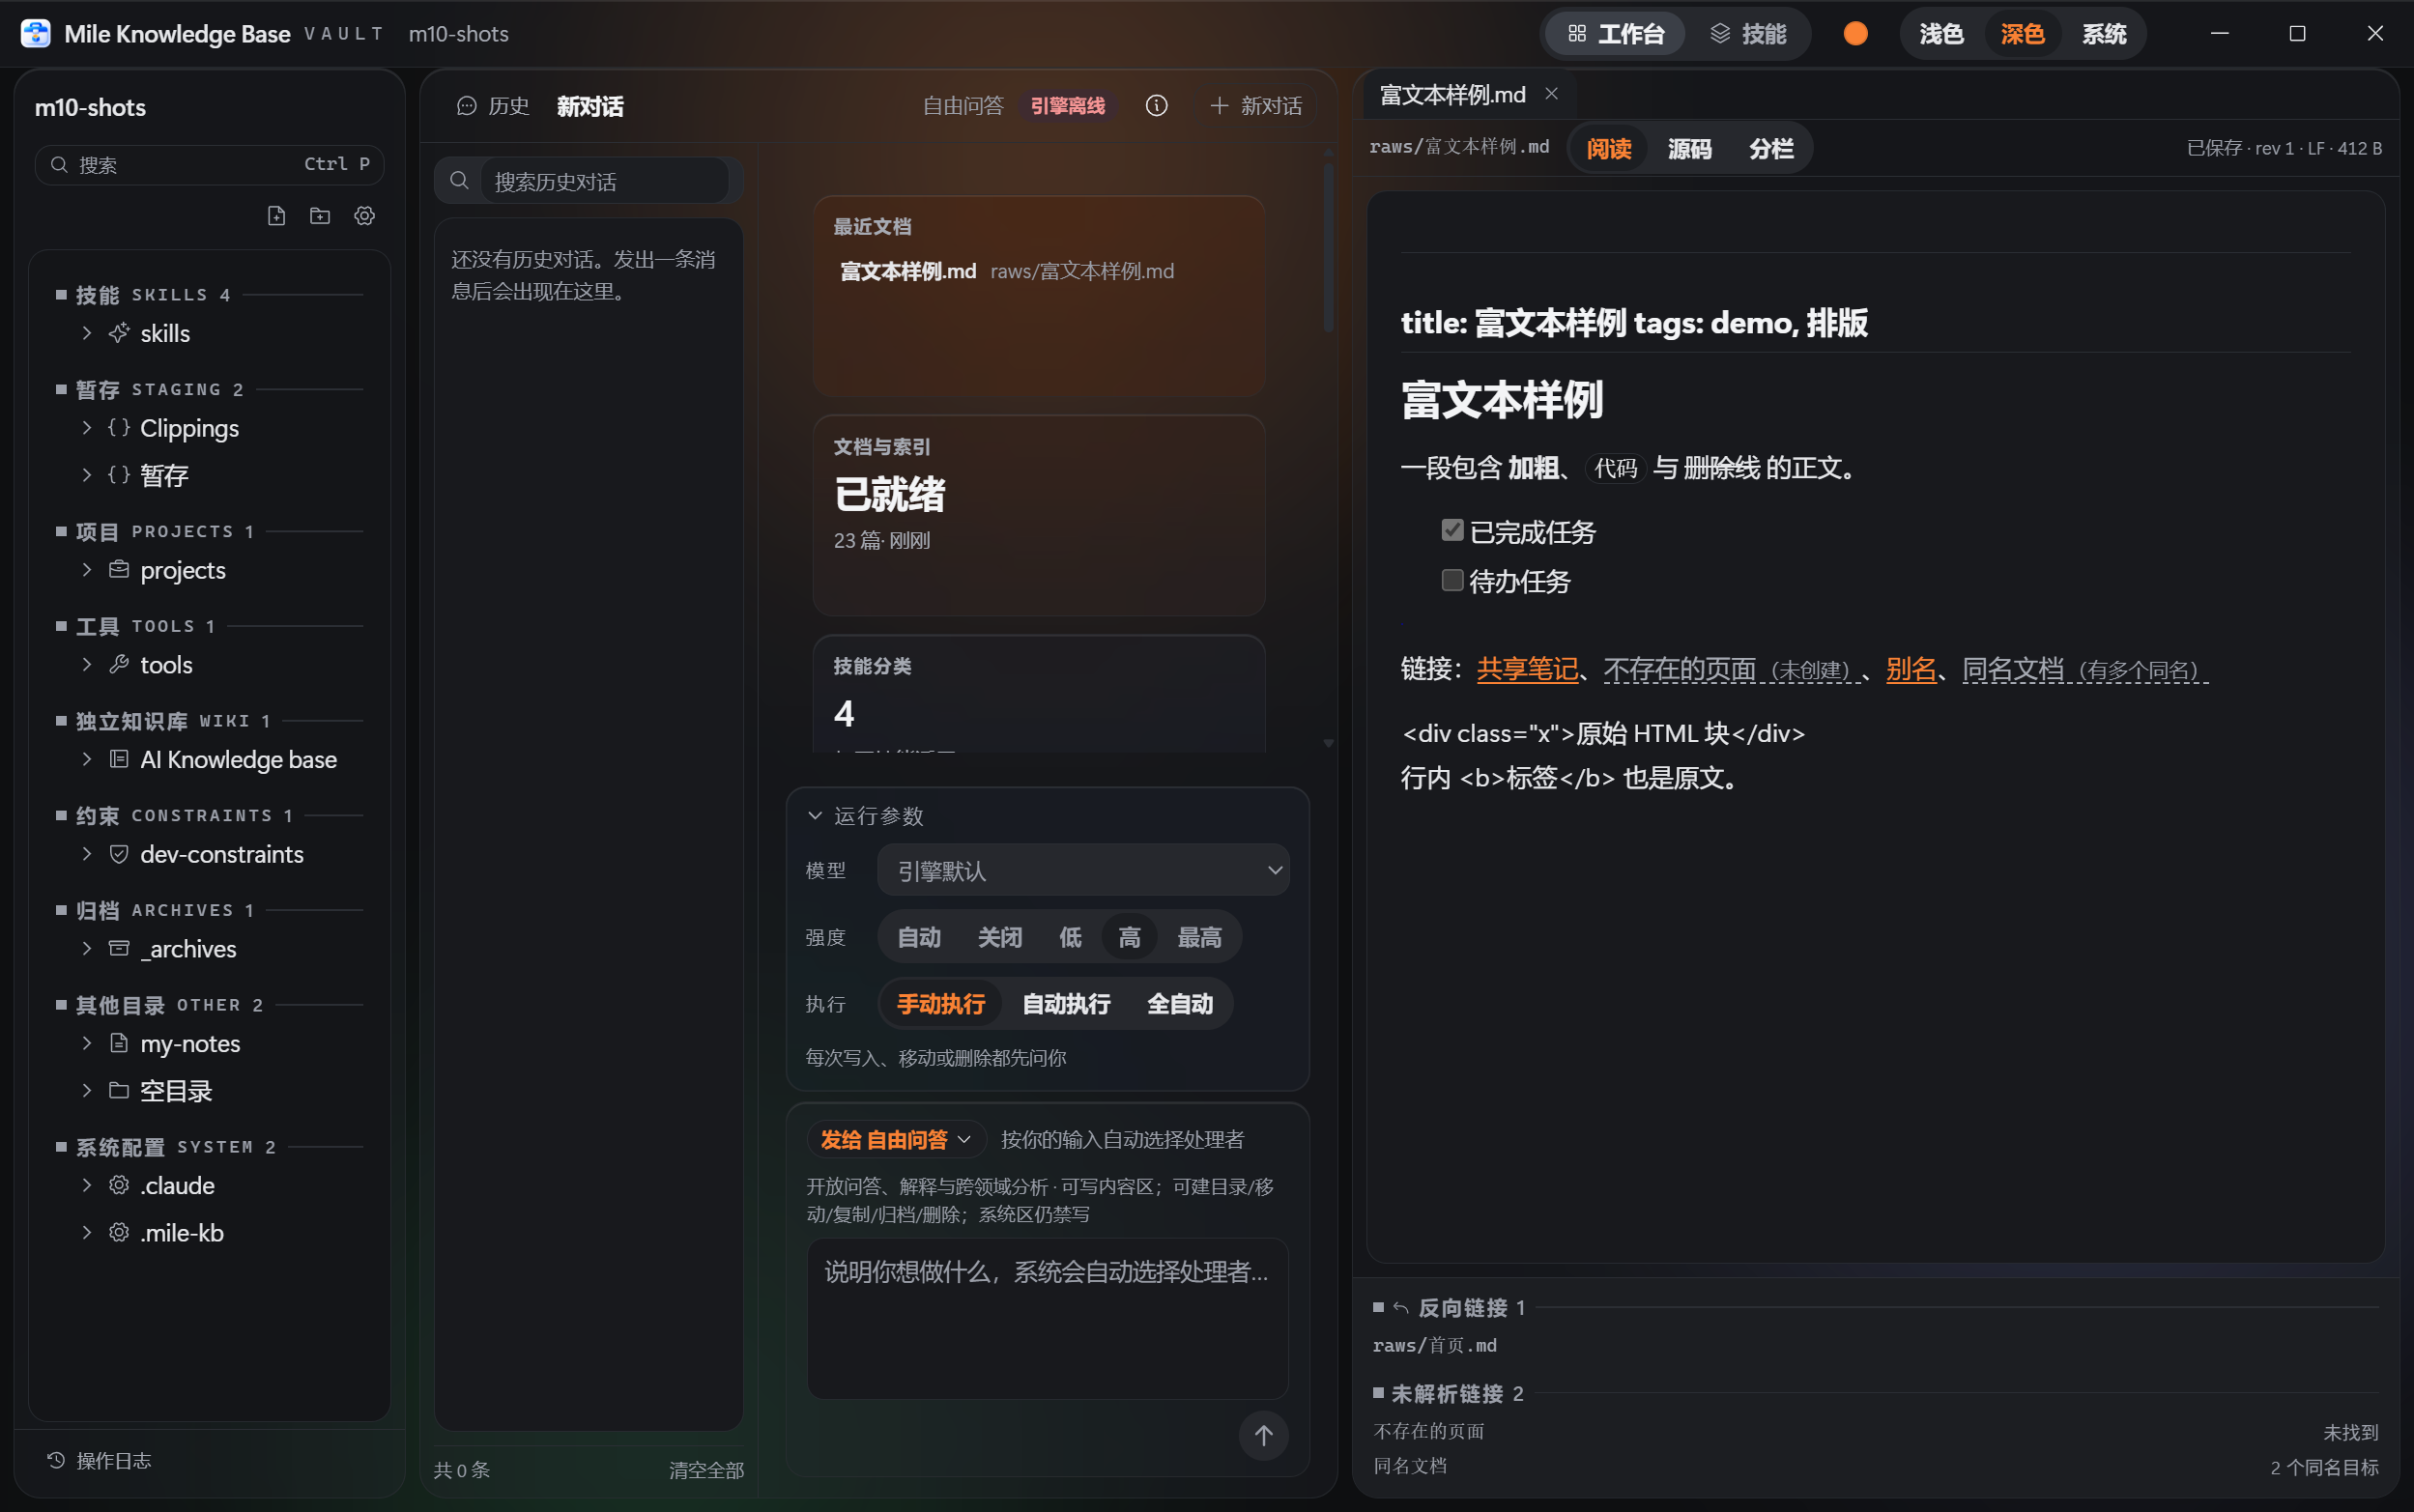 Mile Knowledge Base VAULT m10-shots
工作台 技能 浅色 深色 系统
m10-shots
搜索 Ctrl P
技能 SKILLS 4
skills
暂存 STAGING 2
{ } Clippings
{ } 暂存
项目 PROJECTS 1
projects
工具 TOOLS 1
tools
独立知识库 WIKI 1
AI Knowledge base
约束 CONSTRAINTS 1
dev-constraints
归档 ARCHIVES 1
_archives
其他目录 OTHER 2
my-notes
空目录
系统配置 SYSTEM 2
.claude
.mile-kb
操作日志
历史 新对话 自由问答 引擎离线 新对话
搜索历史对话
还没有历史对话。发出一条消
息后会出现在这里。
共 0 条 清空全部
最近文档
富文本样例.md raws/富文本样例.md
文档与索引
已就绪
23 篇· 刚刚
技能分类
4
运行参数
模型 引擎默认
强度 自动 关闭 低 高 最高
执行 手动执行 自动执行 全自动
每次写入、移动或删除都先问你
发给 自由问答 按你的输入自动选择处理者
开放问答、解释与跨领域分析 · 可写内容区；可建目录/移
动/复制/归档/删除；系统区仍禁写
说明你想做什么，系统会自动选择处理者...
富文本样例.md
raws/富文本样例.md 阅读 源码 分栏 已保存 · rev 1 · LF · 412 B
title: 富文本样例 tags: demo, 排版
富文本样例
一段包含 加粗、 代码 与 删除线 的正文。
已完成任务
待办任务
链接：共享笔记、不存在的页面（未创建）、别名、同名文档（有多个同名）
<div class="x">原始 HTML 块</div>
行内 <b>标签</b> 也是原文。
反向链接 1
raws/首页.md
未解析链接 2
不存在的页面 未找到
同名文档 2 个同名目标